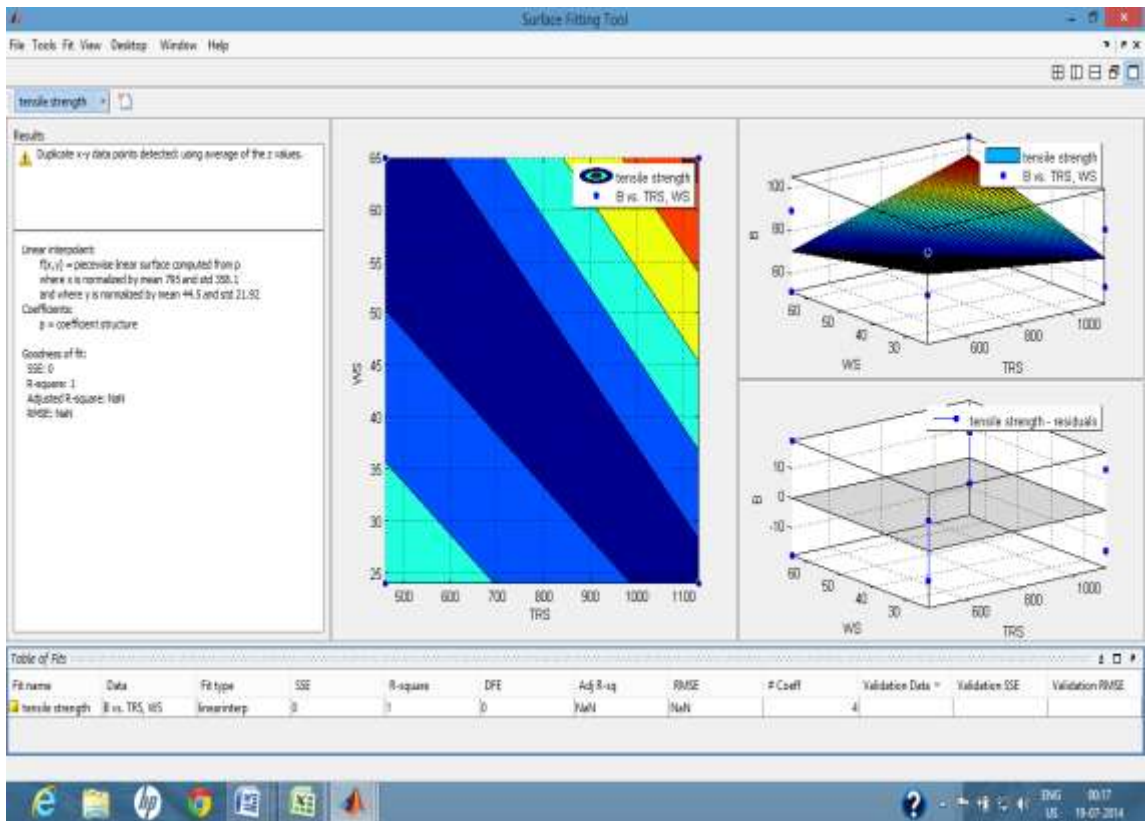 Surface Fitting Tool
File Tools Fit View Desktop Window Help
tensile strength
Results
Duplicate x-y data points detected: using average of the z values.
Linear interpolant:
f(x,y) = piecewise linear surface computed from p
where x is normalized by mean 795 and std 358.1
and where y is normalized by mean 44.5 and std 21.92
Coefficients:
p = coefficient structure
Goodness of fit:
SSE: 0
R-square: 1
Adjusted R-square: NaN
RMSE: NaN
65
60
55
50
45
40
35
30
25
WS
500 600 700 800 900 1000 1100
TRS
tensile strength
B vs. TRS, WS
tensile strength
B vs. TRS, WS
100
80
60
B
60 50 40 30
WS
600 800 1000
TRS
tensile strength - residuals
10
0
-10
B
60 50 40 30
WS
600 800 1000
TRS
Table of Fits
Fit name Data Fit type SSE R-square DFE Adj R-sq RMSE # Coeff Validation Data Validation SSE Validation RMSE
tensile strength B vs. TRS, WS linearinterp 0 1 0 NaN NaN 4
hp
ENG 00:17
US 19-07-2014